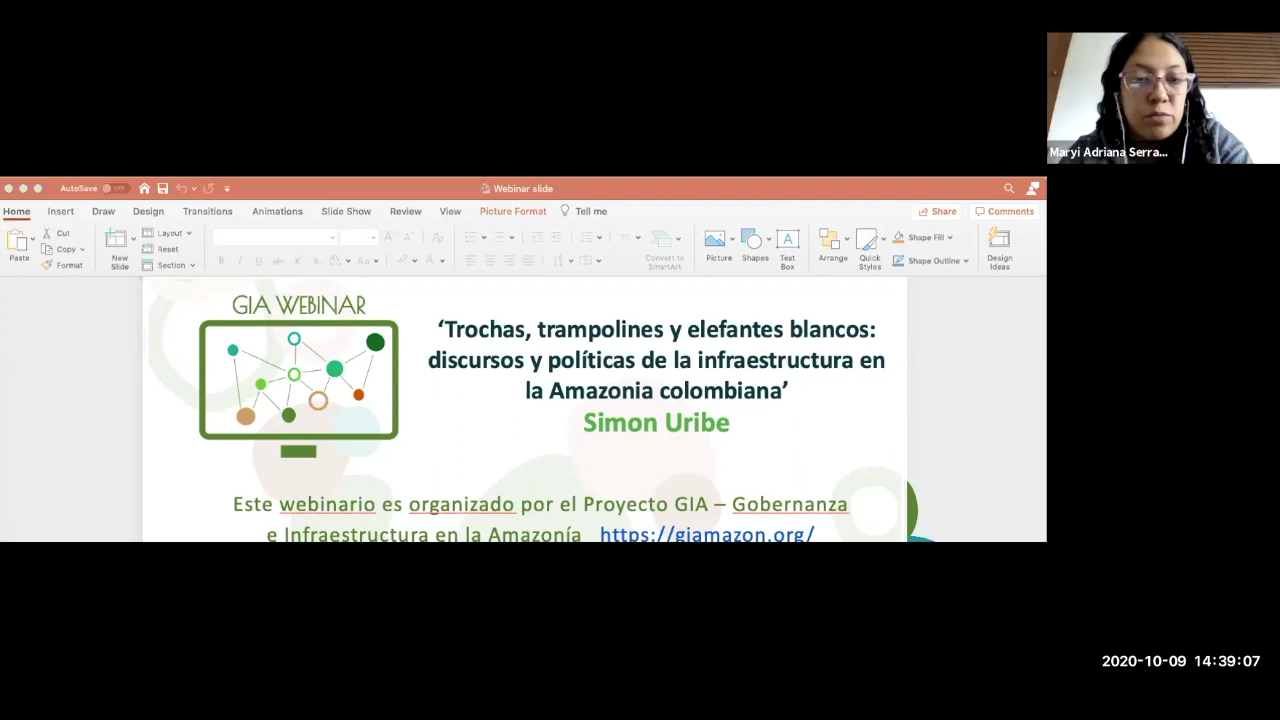 Maryi Adriana Serra...
AutoSave OFF
Webinar slide
Home Insert Draw Design Transitions Animations Slide Show Review View Picture Format Tell me Share Comments
Paste Cut Copy Format
New Slide Layout Reset Section
Convert to SmartArt
Picture Shapes Text Box Arrange Quick Styles Shape Fill Shape Outline Design Ideas
GIA WEBINAR
‘Trochas, trampolines y elefantes blancos:
discursos y políticas de la infraestructura en
la Amazonia colombiana’
Simon Uribe
Este webinario es organizado por el Proyecto GIA – Gobernanza
e Infraestructura en la Amazonía https://giamazon.org/
2020-10-09 14:39:07